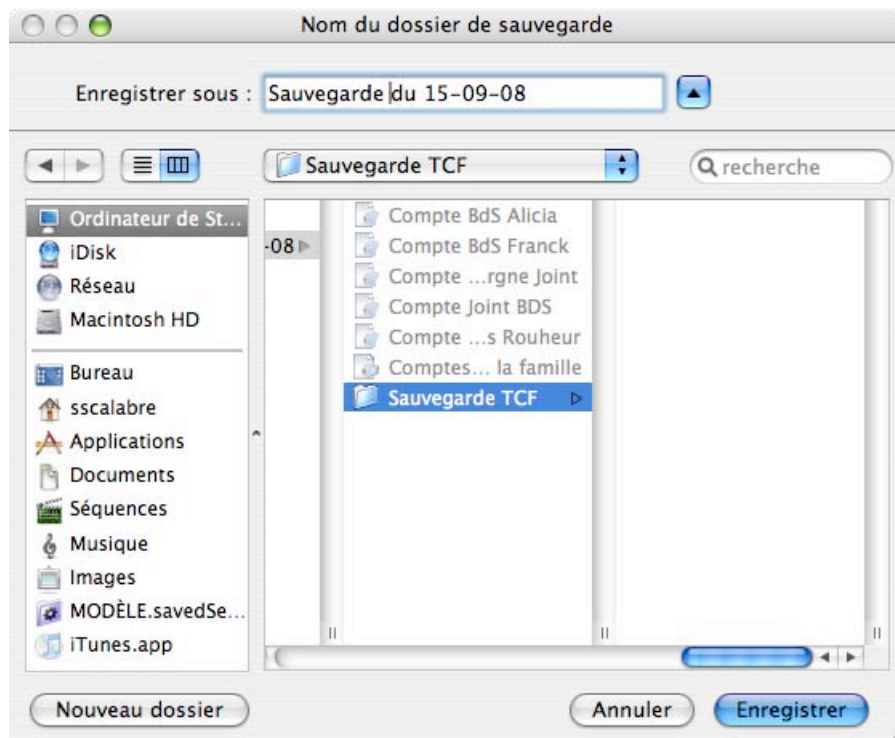 Nom du dossier de sauvegarde
Enregistrer sous : Sauvegarde du 15-09-08
Sauvegarde TCF
recherche
Ordinateur de St...
iDisk
Réseau
Macintosh HD
Bureau
sscalabre
Applications
Documents
Séquences
Musique
Images
MODÈLE.savedSe...
iTunes.app
-08
Compte BdS Alicia
Compte BdS Franck
Compte ...rgne Joint
Compte Joint BDS
Compte ...s Rouheur
Comptes... la famille
Sauvegarde TCF
Nouveau dossier
Annuler
Enregistrer